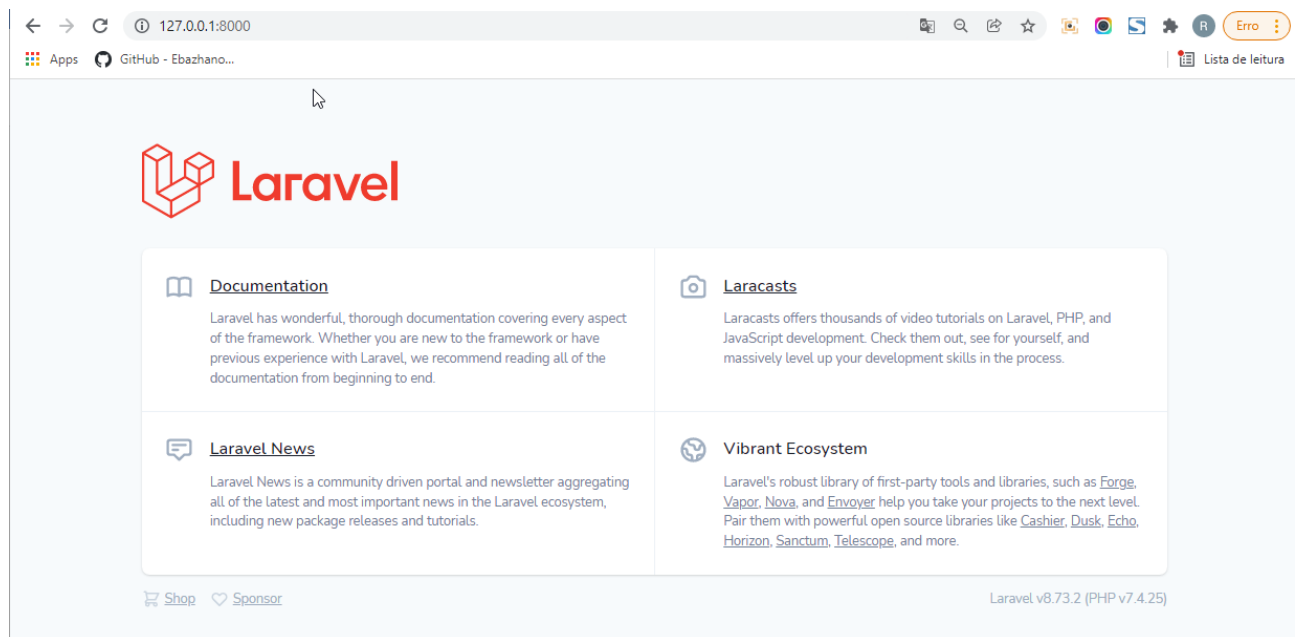 127.0.0.1:8000
R
Erro
Apps
GitHub - Ebazhano...
Lista de leitura
Laravel
Documentation
Laravel has wonderful, thorough documentation covering every aspect
of the framework. Whether you are new to the framework or have
previous experience with Laravel, we recommend reading all of the
documentation from beginning to end.
Laracasts
Laracasts offers thousands of video tutorials on Laravel, PHP, and
JavaScript development. Check them out, see for yourself, and
massively level up your development skills in the process.
Laravel News
Laravel News is a community driven portal and newsletter aggregating
all of the latest and most important news in the Laravel ecosystem,
including new package releases and tutorials.
Vibrant Ecosystem
Laravel's robust library of first-party tools and libraries, such as Forge,
Vapor, Nova, and Envoyer help you take your projects to the next level.
Pair them with powerful open source libraries like Cashier, Dusk, Echo,
Horizon, Sanctum, Telescope, and more.
Shop
Sponsor
Laravel v8.73.2 (PHP v7.4.25)